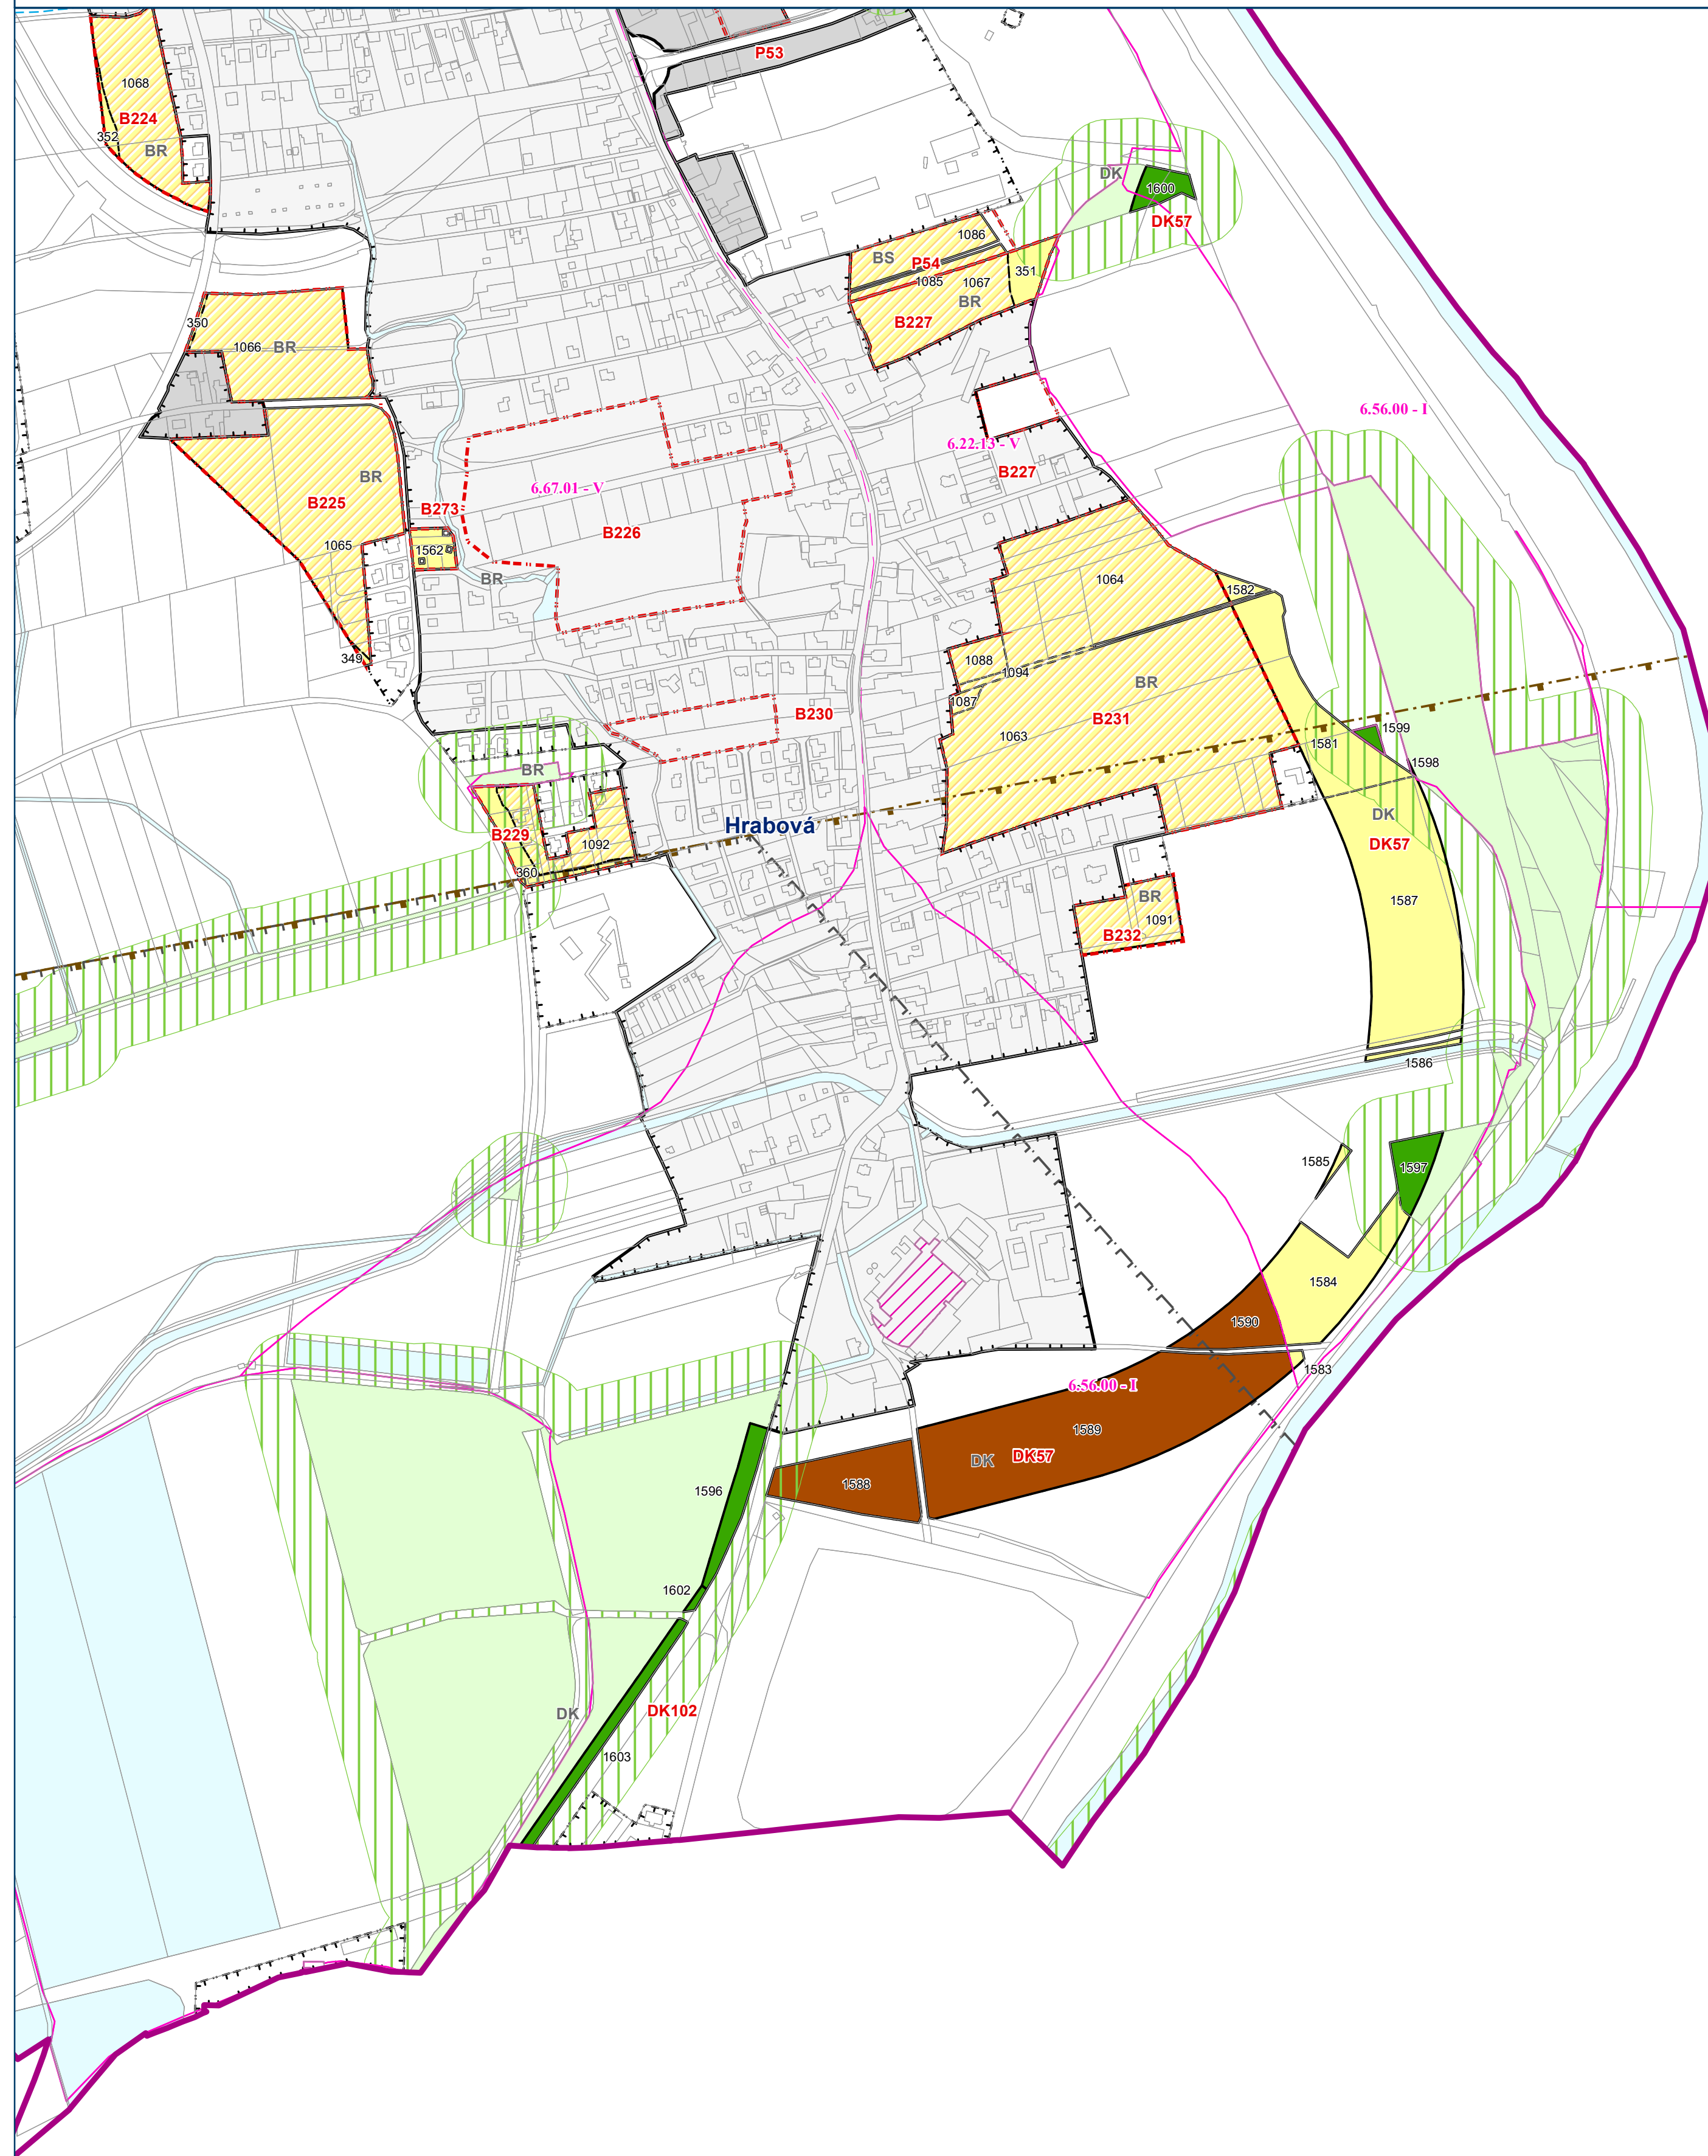 P53
1068
B224
352
BR
DK
1600
DK57
1086
BS
P54
351
1085
1067
BR
B227
350
1066
BR
6.56.00 - I
6.22.13 - V
B227
BR
6.67.01 - V
B225
B273
B226
1065
1562
BR
1064
1582
349
1088
1094
1087
BR
B230
B231
1063
1599
1581
1598
BR
DK
Hrabová
B229
DK57
1092
360
BR
1587
1091
B232
1586
1585
1597
1584
1590
1583
6.56.00 - I
1589
DK
DK57
1588
1596
1602
DK102
DK
1603